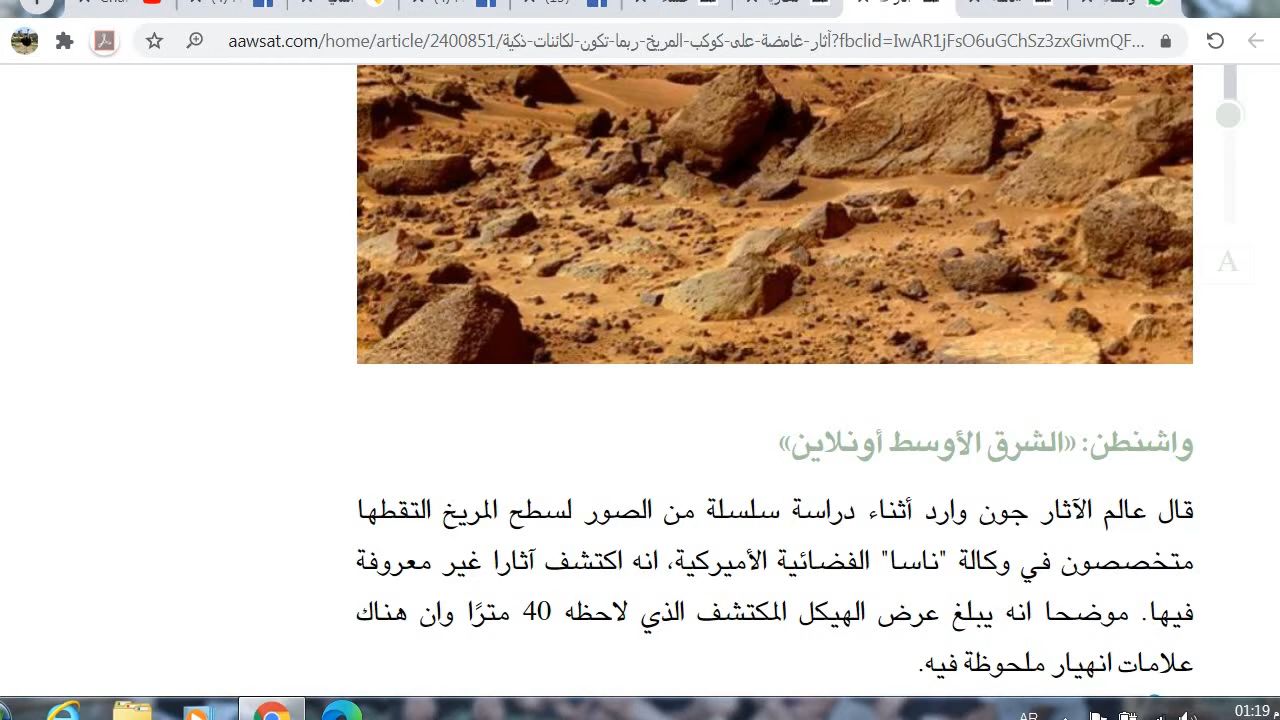 aawsat.com/home/article/2400851/آثار-غامضة-على-كوكب-المريخ-ربما-تكون-لكائنات-ذكية?fbclid=IwAR1jFsO6uGChSz3zxGivmQF...
A
واشنطن: «الشرق الأوسط أونلاين»
قال عالم الآثار جون وارد أثناء دراسة سلسلة من الصور لسطح المريخ التقطها
متخصصون في وكالة "ناسا" الفضائية الأميركية، انه اكتشف آثارا غير معروفة
فيها. موضحا انه يبلغ عرض الهيكل المكتشف الذي لاحظه 40 مترًا وان هناك
علامات انهيار ملحوظة فيه.
AR
01:19